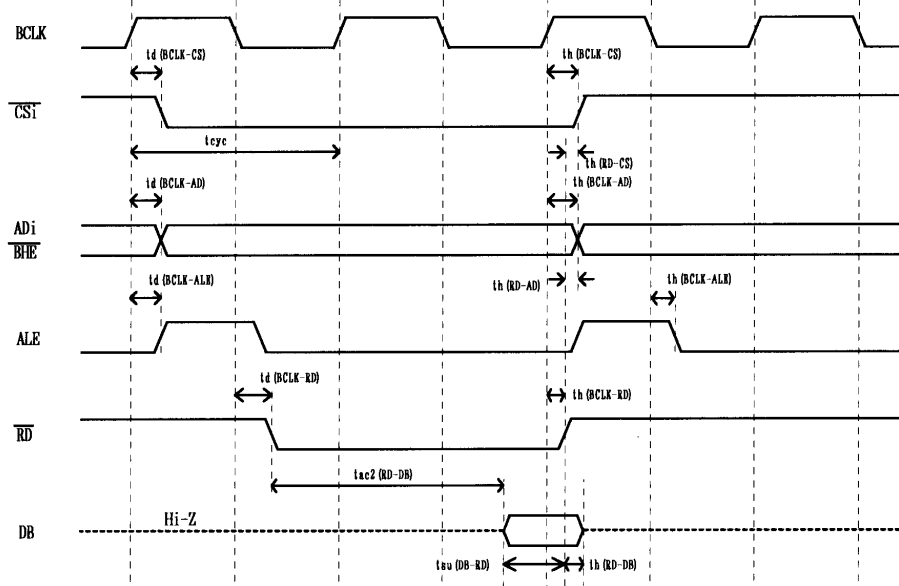 BCLK
td(BCLK-CS)
th(BCLK-CS)
CSi
tcyc
th(RD-CS)
td(BCLK-AD)
th(BCLK-AD)
ADi
BHE
td(BCLK-ALE)
th(RD-AD)
th(BCLK-ALE)
ALE
td(BCLK-RD)
th(BCLK-RD)
RD
tac2(RD-DB)
Hi-Z
DB
tsu(DB-RD)
th(RD-DB)